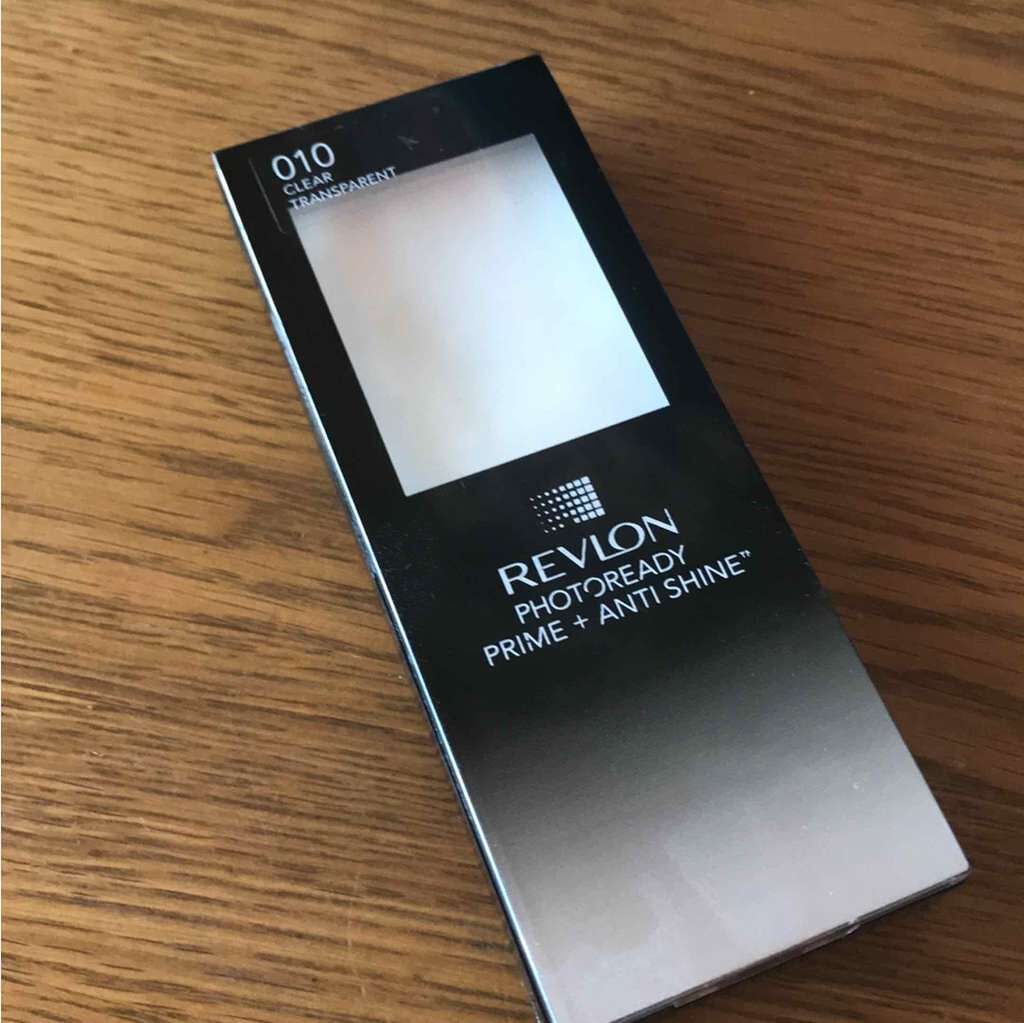 010
CLEAR
TRANSPARENT
REVLON
PHOTOREADY
PRIME + ANTI SHINE™